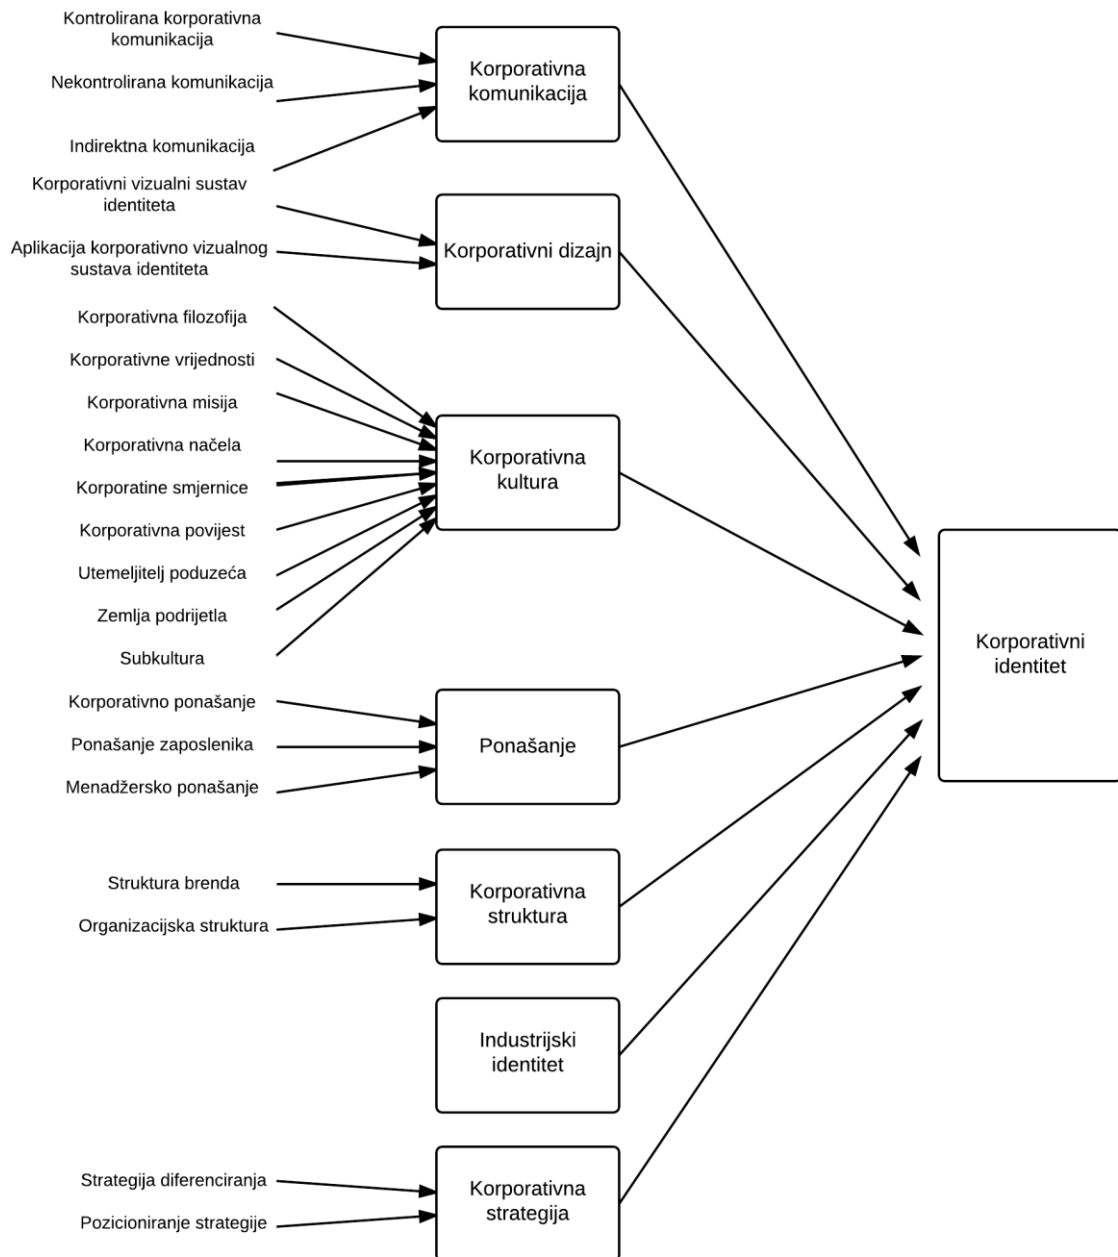 Kontrolirana korporativna
komunikacija
Nekontrolirana komunikacija
Indirektna komunikacija
Korporativna
komunikacija
Korporativni vizualni sustav
identiteta
Aplikacija korporativno vizualnog
sustava identiteta
Korporativni dizajn
Korporativna filozofija
Korporativne vrijednosti
Korporativna misija
Korporativna načela
Korporatine smjernice
Korporativna povijest
Utemeljitelj poduzeća
Zemlja podrijetla
Subkultura
Korporativna
kultura
Korporativno ponašanje
Ponašanje zaposlenika
Menadžersko ponašanje
Ponašanje
Struktura brenda
Organizacijska struktura
Korporativna
struktura
Industrijski
identitet
Strategija diferenciranja
Pozicioniranje strategije
Korporativna
strategija
Korporativni
identitet